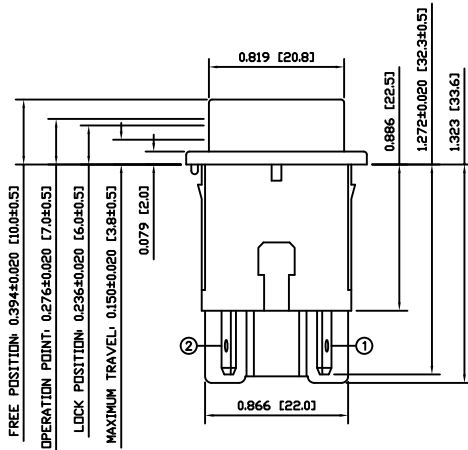 0.819 [20.8]
FREE POSITION: 0.394±0.020 [10.0±0.5]
OPERATION POINT: 0.276±0.020 [7.0±0.5]
LOCK POSITION: 0.236±0.020 [6.0±0.5]
MAXIMUM TRAVEL: 0.150±0.020 [3.8±0.5]
0.079 [2.0]
0.886 [22.5]
1.272±0.020 [32.3±0.5]
1.323 [33.6]
2
1
0.866 [22.0]